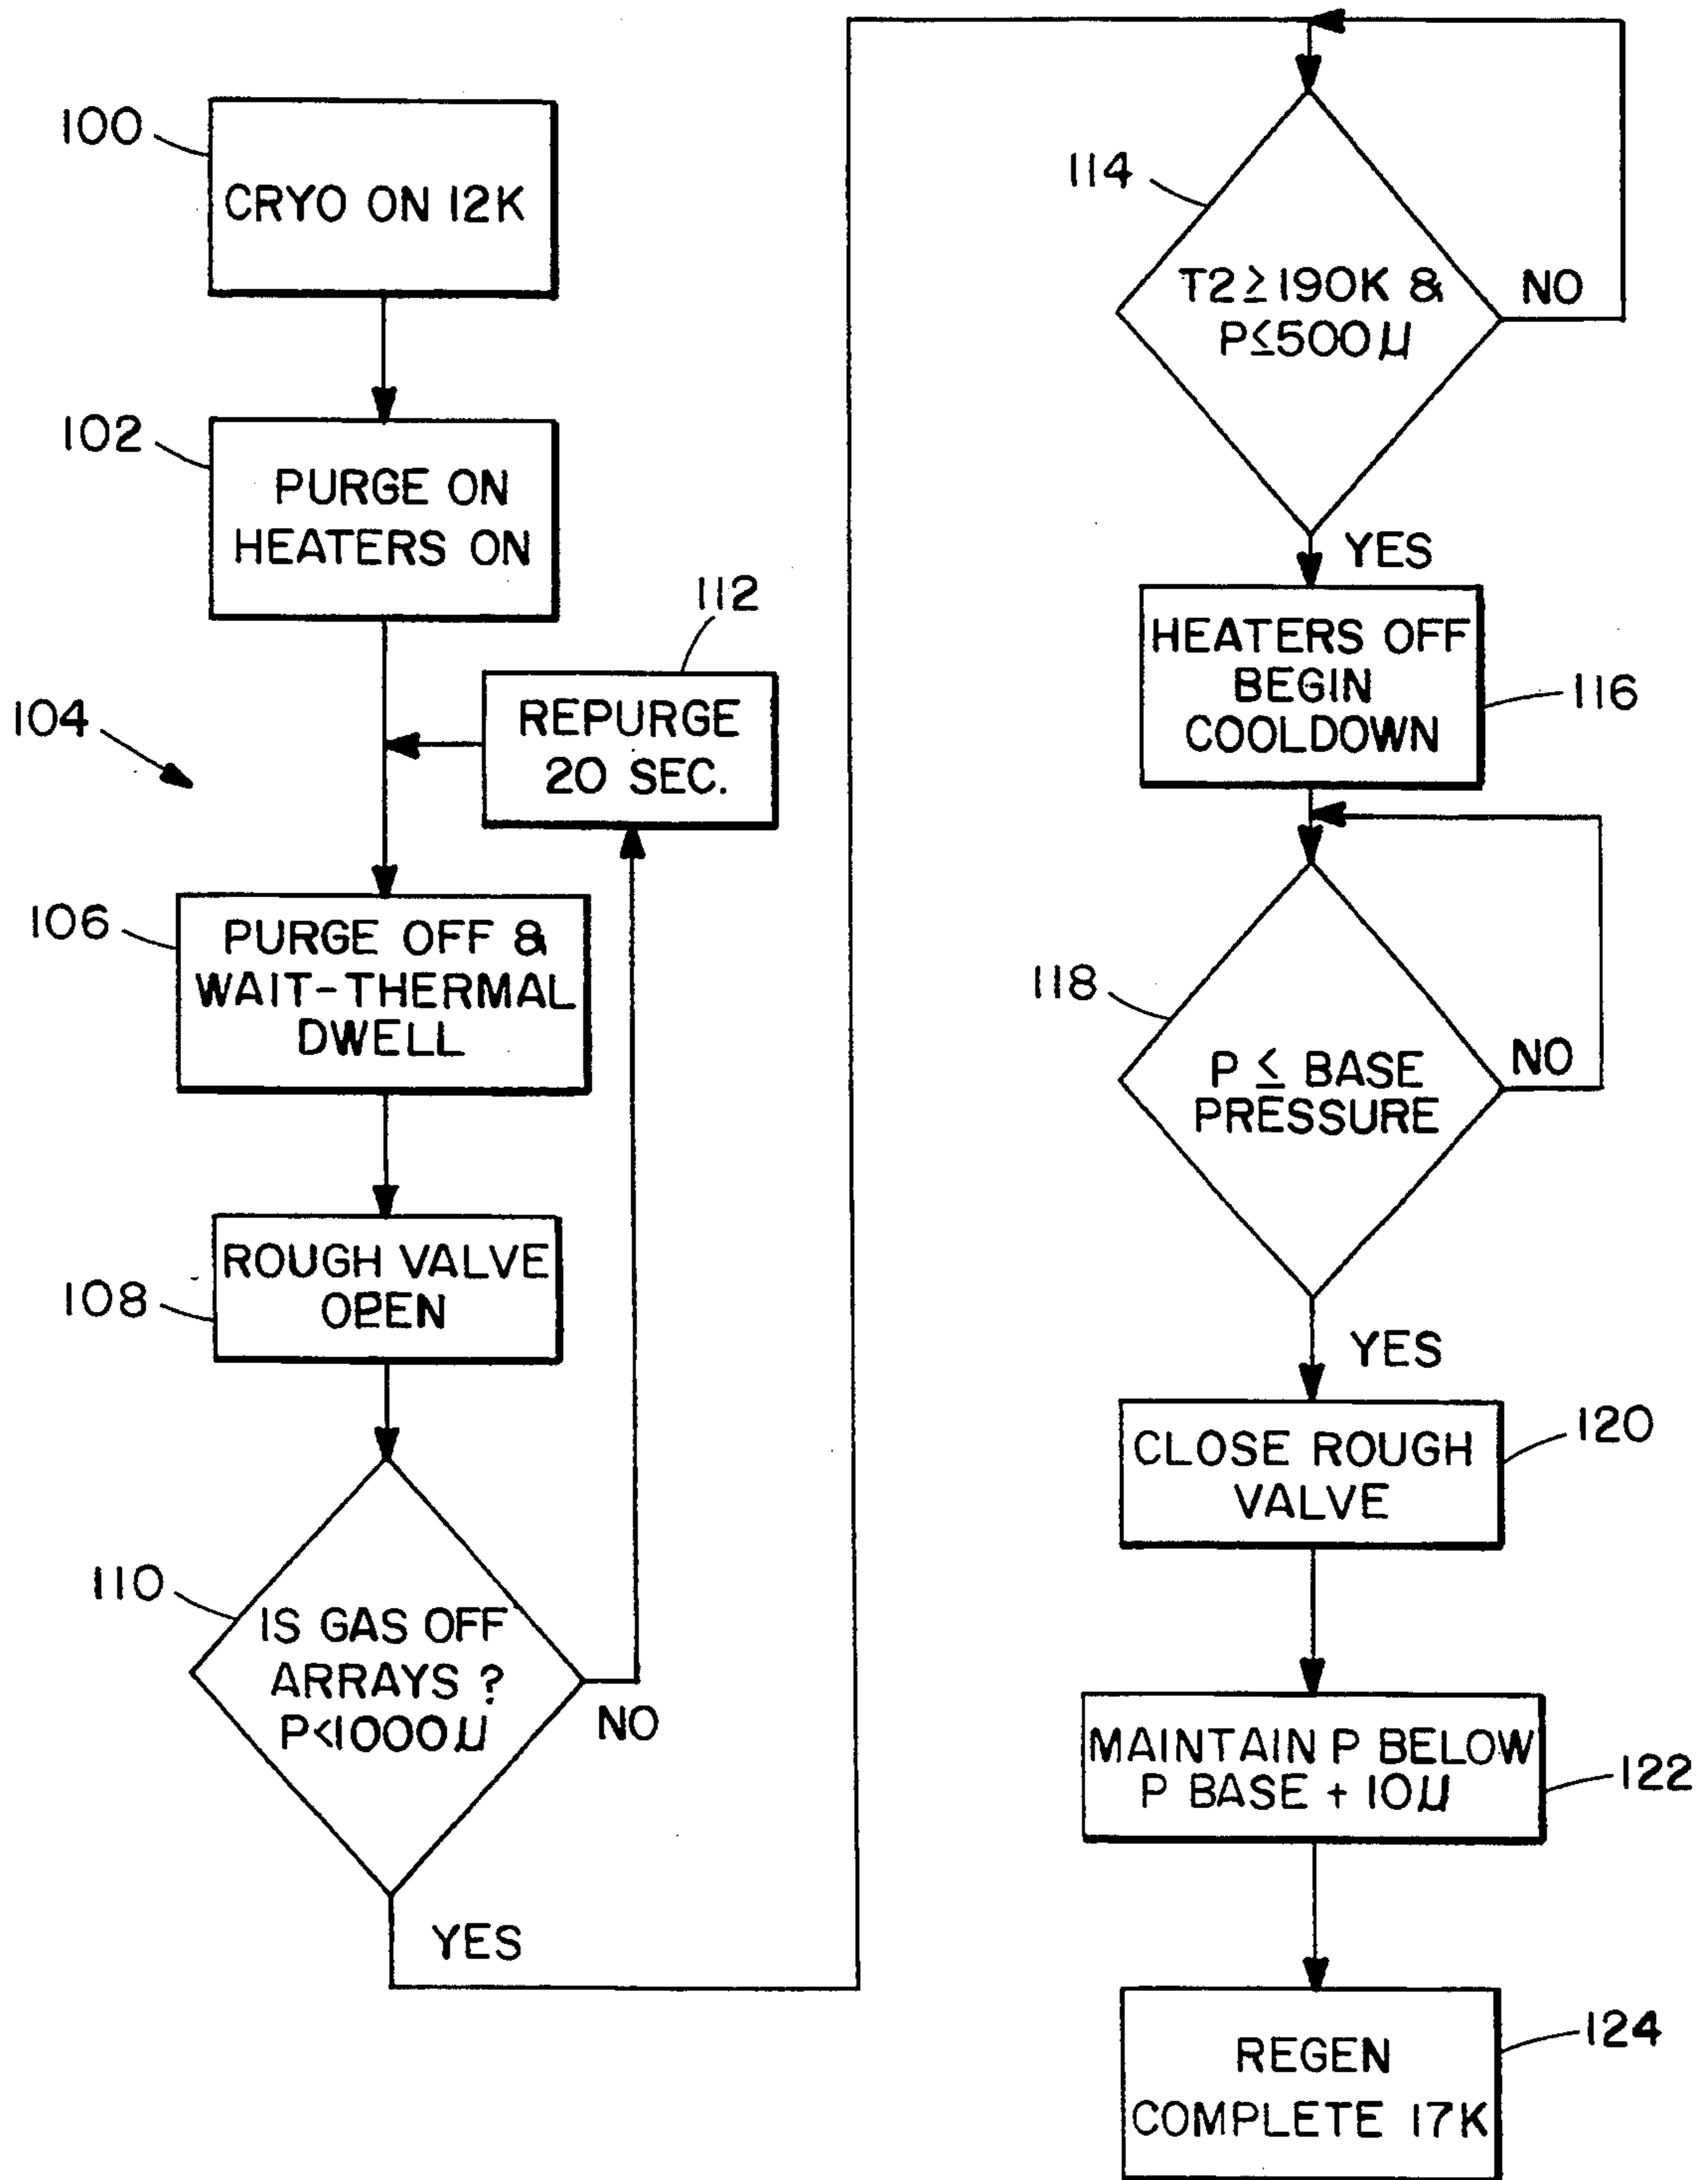 100
CRYO ON 12K
102
PURGE ON
HEATERS ON
112
REPURGE
20 SEC.
104
106
PURGE OFF &
WAIT-THERMAL
DWELL
108
ROUGH VALVE
OPEN
110
IS GAS OFF
ARRAYS ?
P<1000μ
NO
YES
114
T2≥190K &
P≤500μ
NO
YES
HEATERS OFF
BEGIN
COOLDOWN
116
118
P ≤ BASE
PRESSURE
NO
YES
120
CLOSE ROUGH
VALVE
MAINTAIN P BELOW
P BASE + 10μ
122
124
REGEN
COMPLETE 17K